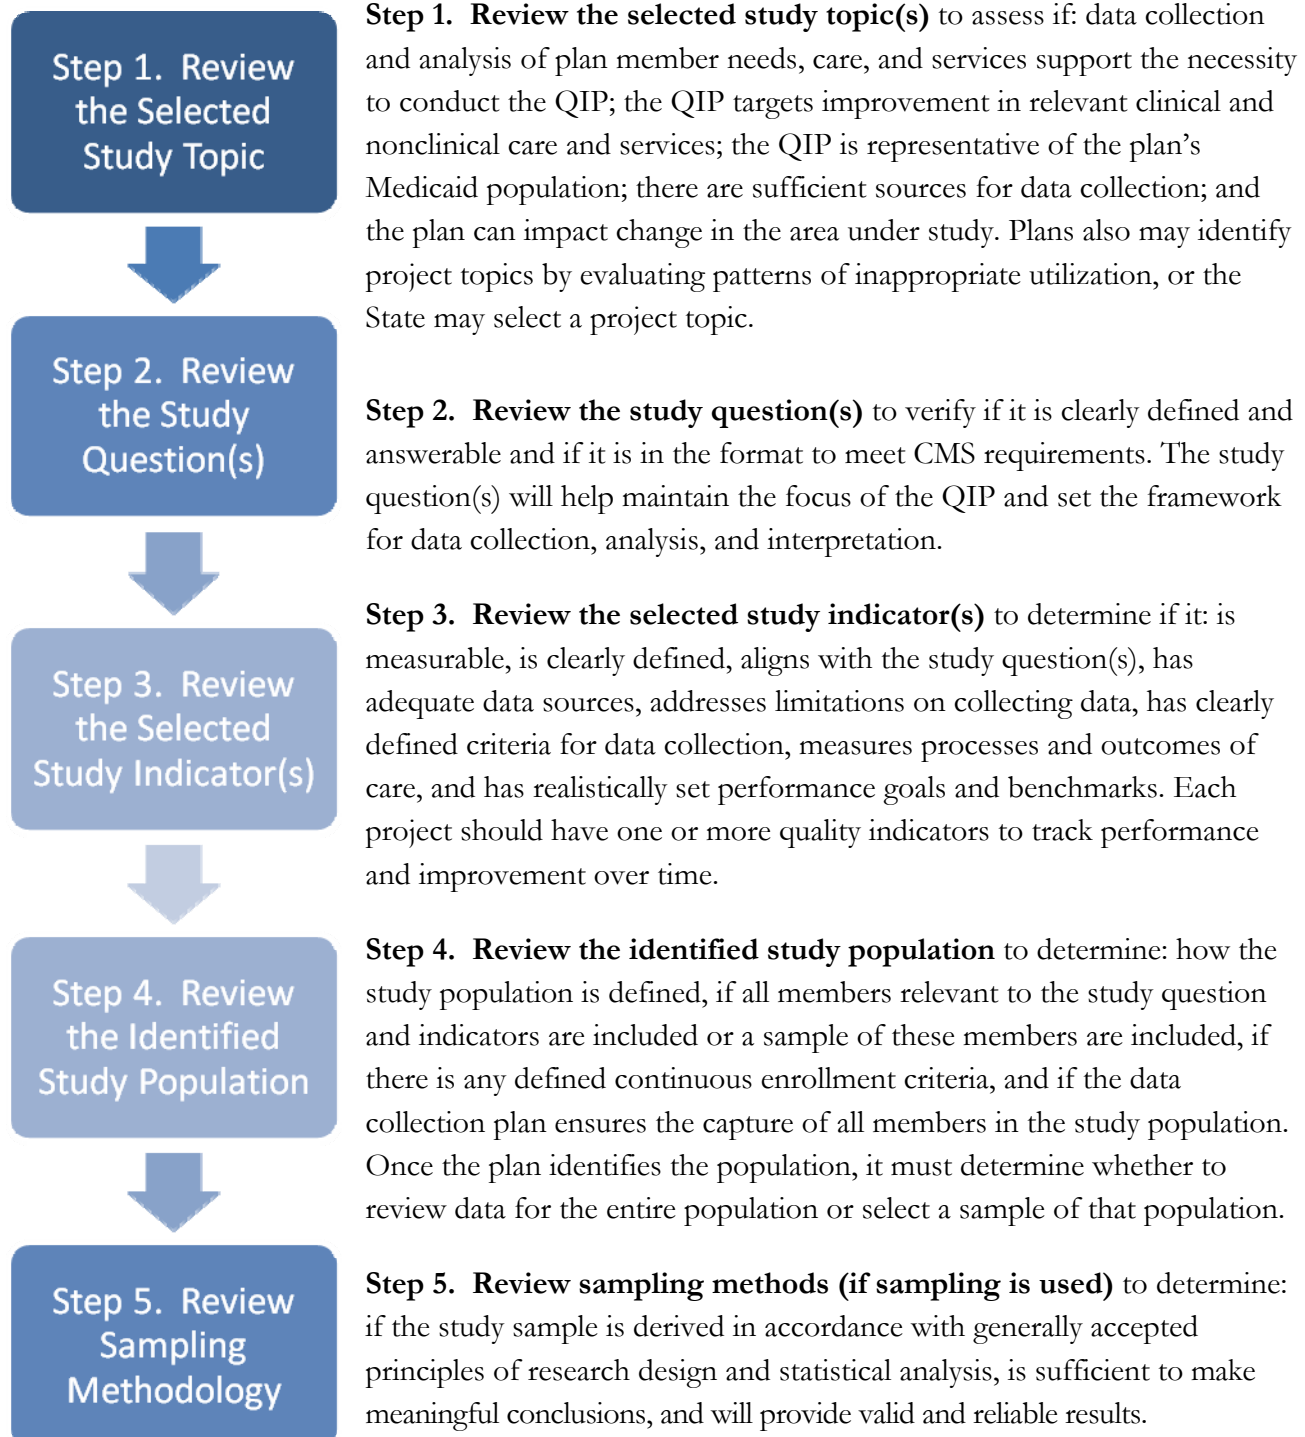 Step 1. Review
the Selected
Study Topic
Step 1. Review the selected study topic(s) to assess if: data collection
and analysis of plan member needs, care, and services support the necessity
to conduct the QIP; the QIP targets improvement in relevant clinical and
nonclinical care and services; the QIP is representative of the plan’s
Medicaid population; there are sufficient sources for data collection; and
the plan can impact change in the area under study. Plans also may identify
project topics by evaluating patterns of inappropriate utilization, or the
State may select a project topic.
Step 2. Review
the Study
Question(s)
Step 2. Review the study question(s) to verify if it is clearly defined and
answerable and if it is in the format to meet CMS requirements. The study
question(s) will help maintain the focus of the QIP and set the framework
for data collection, analysis, and interpretation.
Step 3. Review
the Selected
Study Indicator(s)
Step 3. Review the selected study indicator(s) to determine if it: is
measurable, is clearly defined, aligns with the study question(s), has
adequate data sources, addresses limitations on collecting data, has clearly
defined criteria for data collection, measures processes and outcomes of
care, and has realistically set performance goals and benchmarks. Each
project should have one or more quality indicators to track performance
and improvement over time.
Step 4. Review
the Identified
Study Population
Step 4. Review the identified study population to determine: how the
study population is defined, if all members relevant to the study question
and indicators are included or a sample of these members are included, if
there is any defined continuous enrollment criteria, and if the data
collection plan ensures the capture of all members in the study population.
Once the plan identifies the population, it must determine whether to
review data for the entire population or select a sample of that population.
Step 5. Review
Sampling
Methodology
Step 5. Review sampling methods (if sampling is used) to determine:
if the study sample is derived in accordance with generally accepted
principles of research design and statistical analysis, is sufficient to make
meaningful conclusions, and will provide valid and reliable results.